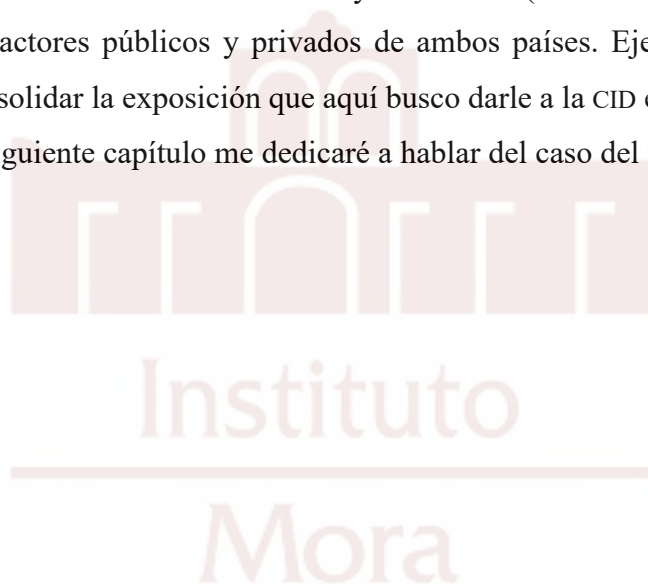 actores públicos y privados de ambos países. Eje
solidar la exposición que aquí busco darle a la CID
guiente capítulo me dedicaré a hablar del caso del
Instituto
Mora